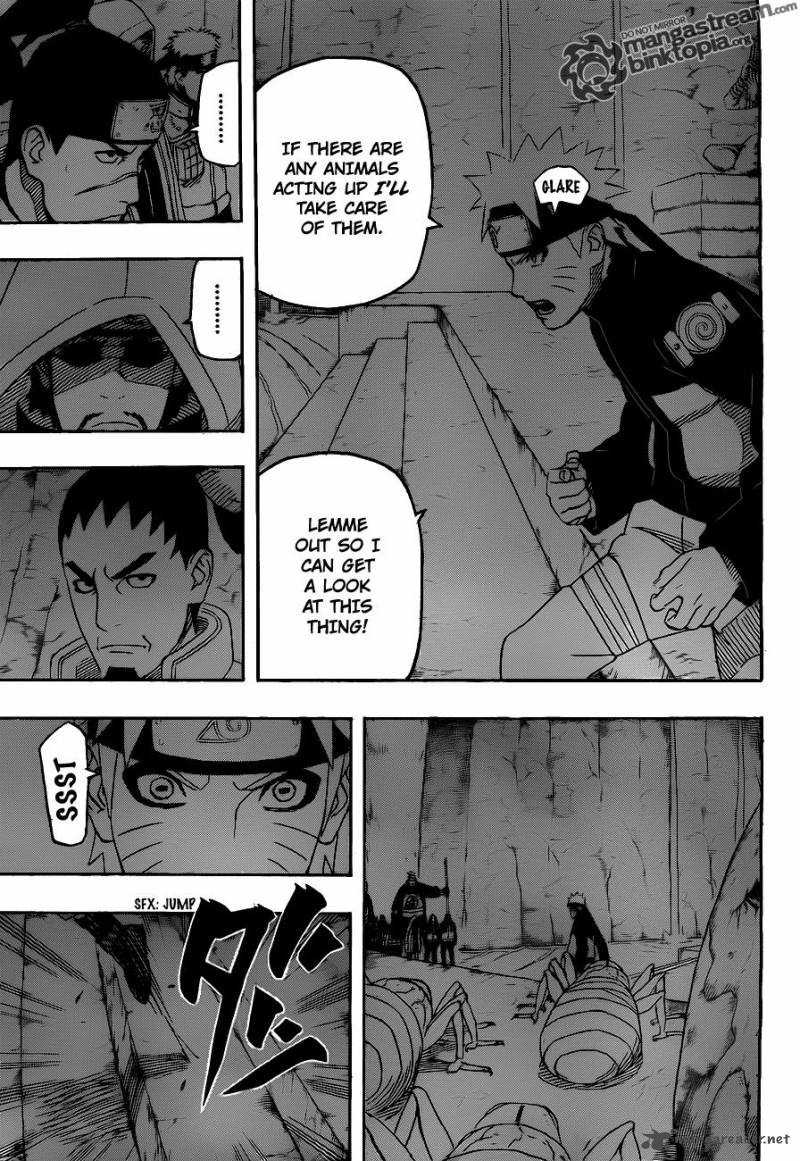 DO NOT MIRROR
mangastream.com
binktopia.org
IF THERE ARE
ANY ANIMALS
ACTING UP I'LL
TAKE CARE
OF THEM.
GLARE
LEMME
OUT SO I
CAN GET
A LOOK
AT THIS
THING!
.........
.........
SSST
SFX: JUMP
ダッ